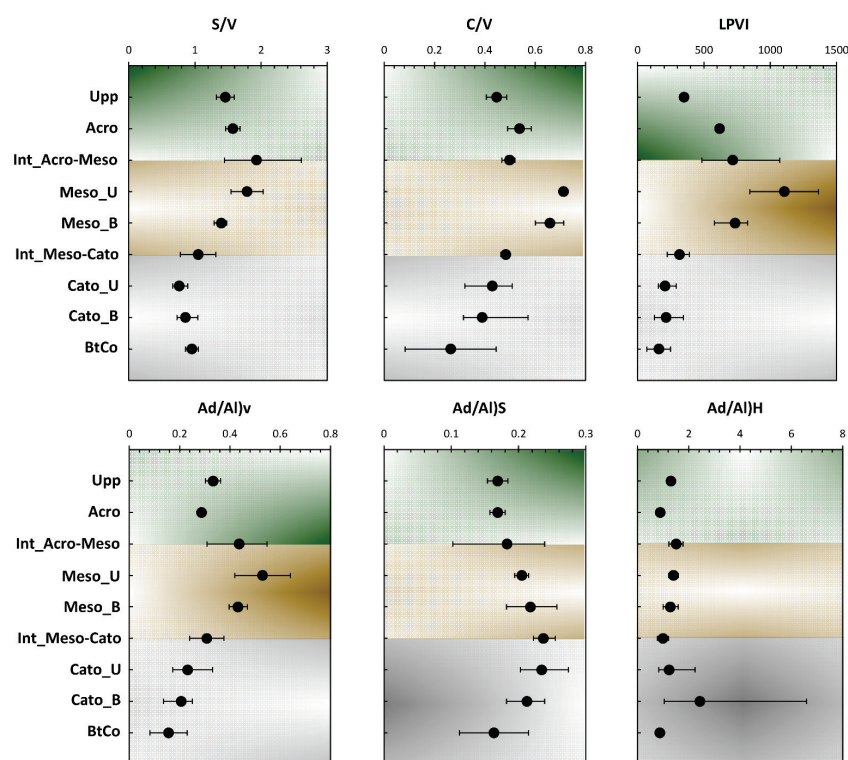 S/V C/V LPVI
0 1 2 3 0 0.2 0.4 0.6 0.8 0 500 1000 1500
Upp
Acro
Int_Acro-Meso
Meso_U
Meso_B
Int_Meso-Cato
Cato_U
Cato_B
BtCo
Ad/Al)v Ad/Al)S Ad/Al)H
0 0.2 0.4 0.6 0.8 0 0.1 0.2 0.3 0 2 4 6 8
Upp
Acro
Int_Acro-Meso
Meso_U
Meso_B
Int_Meso-Cato
Cato_U
Cato_B
BtCo